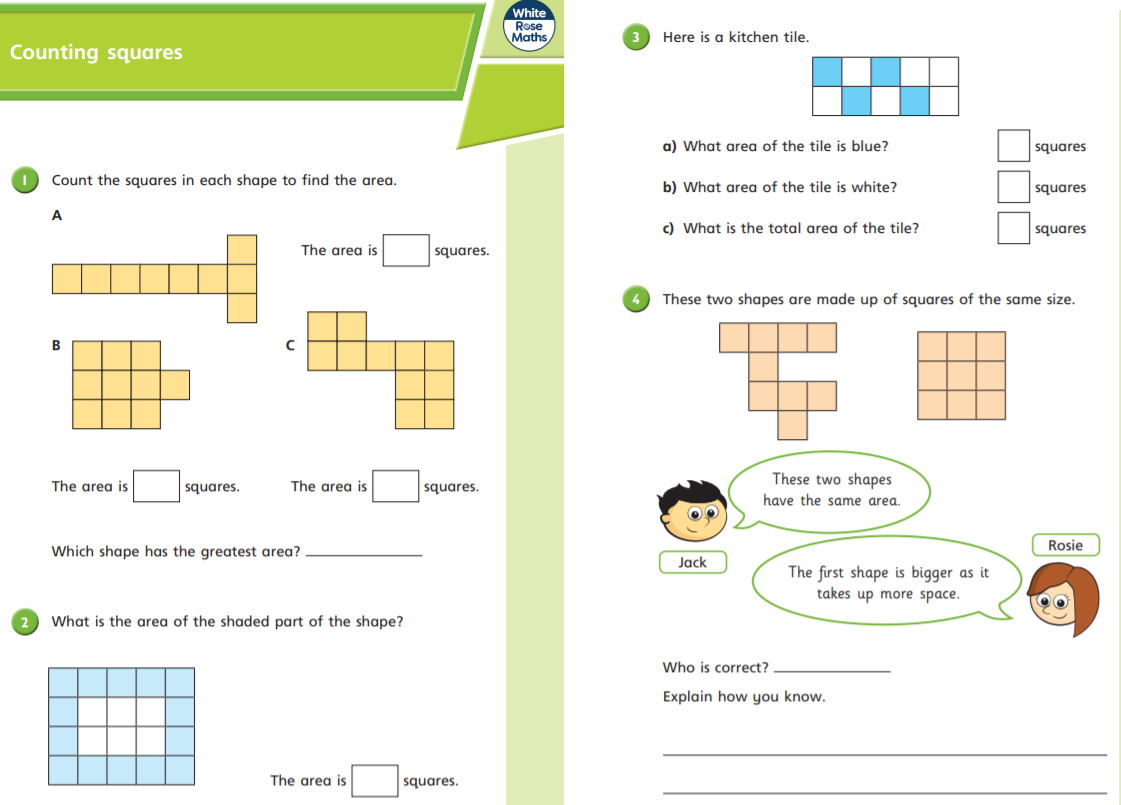 Counting squares
White
Rose
Maths
1 Count the squares in each shape to find the area.
A
The area is squares.
B
C
The area is squares. The area is squares.
Which shape has the greatest area?
2 What is the area of the shaded part of the shape?
The area is squares.
3 Here is a kitchen tile.
a) What area of the tile is blue? squares
b) What area of the tile is white? squares
c) What is the total area of the tile? squares
4 These two shapes are made up of squares of the same size.
These two shapes
have the same area.
Jack
Rosie
The first shape is bigger as it
takes up more space.
Who is correct?
Explain how you know.